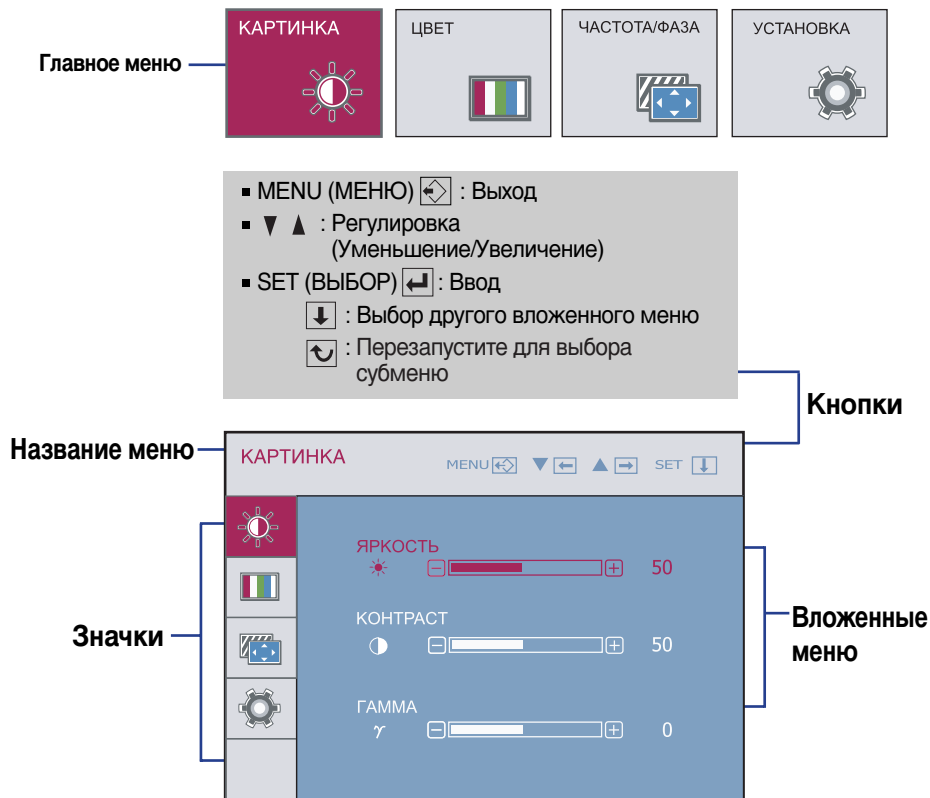 КАРТИНКА
ЦВЕТ
ЧАСТОТА/ФАЗА
УСТАНОВКА
Главное меню
MENU (МЕНЮ) : Выход
▼ ▲ : Регулировка
(Уменьшение/Увеличение)
SET (ВЫБОР) : Ввод
: Выбор другого вложенного меню
: Перезапустите для выбора
субменю
Кнопки
Название меню
КАРТИНКА
MENU ▼ ▲ SET
ЯРКОСТЬ
50
КОНТРАСТ
50
ГАММА
γ 0
Значки
Вложенные
меню